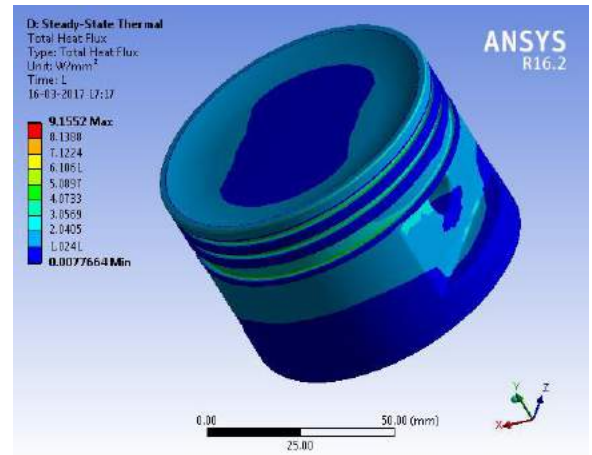 D: Steady-State Thermal
Total Heat Flux
Type: Total Heat Flux
Unit: W/mm²
Time: 1
16-03-2017 17:17
9.1552 Max
8.1388
7.1224
6.1061
5.0897
4.0733
3.0569
2.0405
1.0241
0.0077664 Min
ANSYS
R16.2
0.00
50.00 (mm)
25.00
X
Y
Z